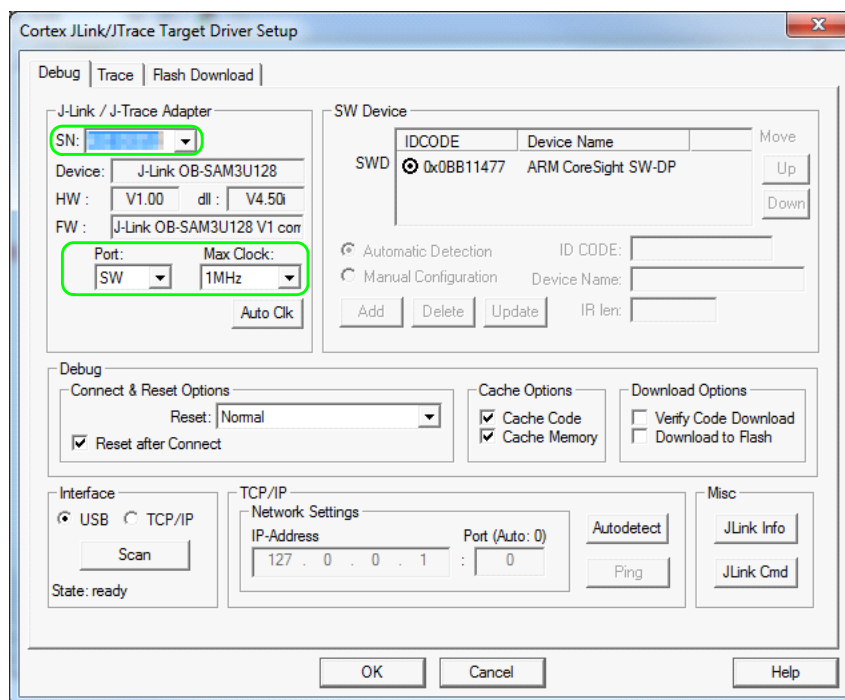 Cortex JLink/JTrace Target Driver Setup
Debug Trace Flash Download
J-Link / J-Trace Adapter
SN:
Device: J-Link OB-SAM3U128
HW : V1.00 dll : V4.50i
FW : J-Link OB-SAM3U128 V1 com
Port: Max Clock:
SW 1MHz
Auto Clk
SW Device
IDCODE Device Name Move
SWD 0x0BB11477 ARM CoreSight SW-DP Up
Down
Automatic Detection ID CODE:
Manual Configuration Device Name:
Add Delete Update IR len:
Debug
Connect & Reset Options
Reset: Normal
Reset after Connect
Cache Options
Cache Code
Cache Memory
Download Options
Verify Code Download
Download to Flash
Interface
USB TCP/IP
Scan
State: ready
TCP/IP
Network Settings
IP-Address Port (Auto: 0)
127 . 0 . 0 . 1 : 0
Autodetect
Ping
Misc
JLink Info
JLink Cmd
OK Cancel Help